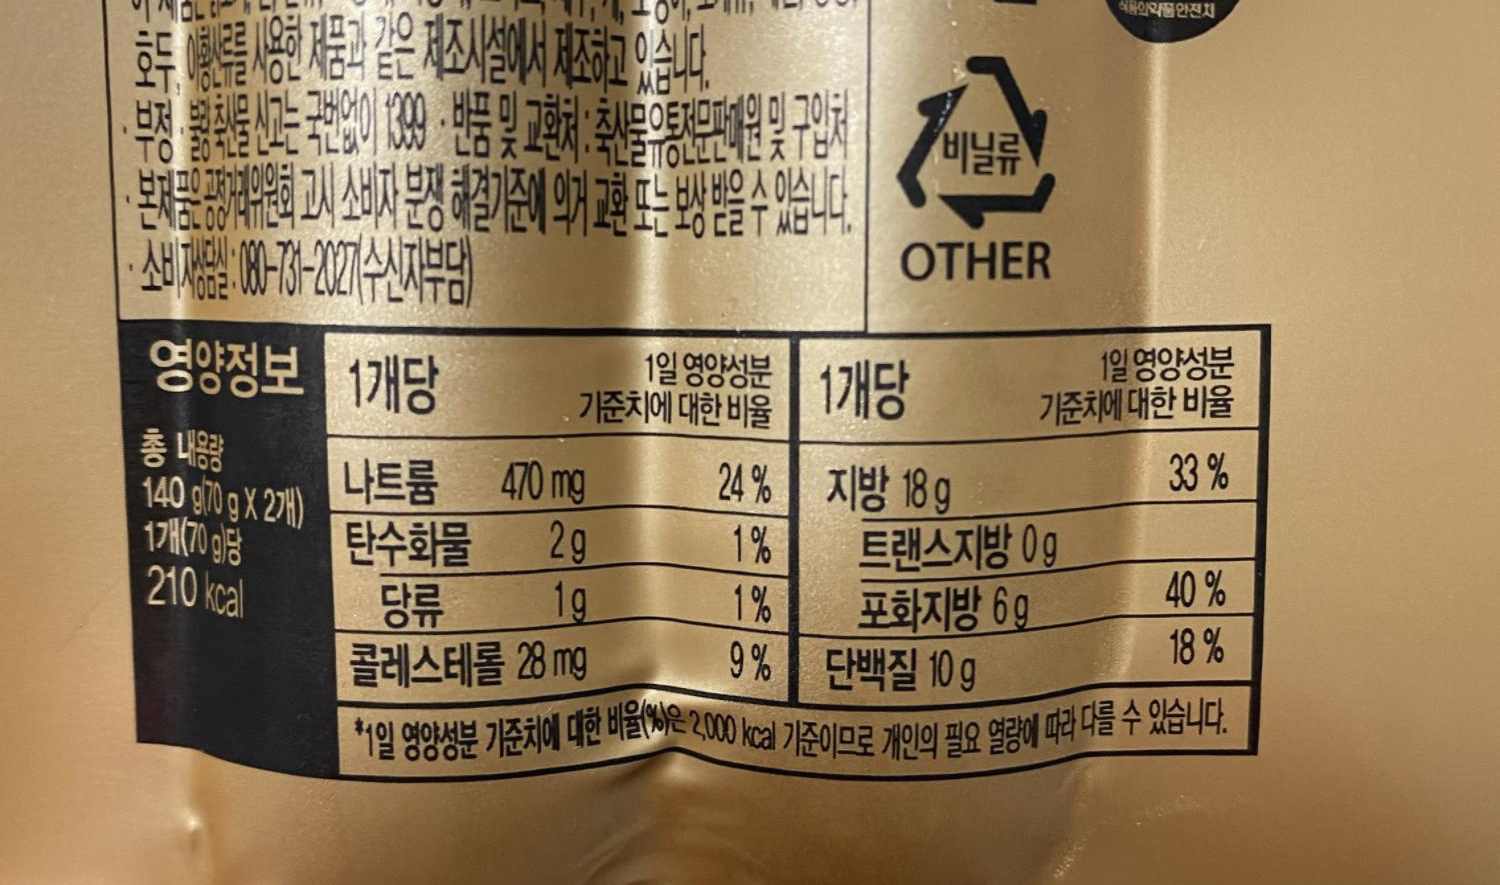 호두, 아황산류를 사용한 제품과 같은 제조시설에서 제조하고 있습니다.
· 부정·불량축산물 신고는 국번없이 1399 · 반품 및 교환처 : 축산물유통전문판매원 및 구입처
· 본제품은 공정거래위원회 고시 소비자 분쟁 해결기준에 의거 교환 또는 보상 받을 수 있습니다.
· 소비자상담실 : 080-731-2027(수신자부담)
식품의약품안전처
비닐류
OTHER
영양정보
총 내용량
140 g(70 g X 2개)
1개(70 g)당
210 kcal
1개당 1일 영양성분
기준치에 대한 비율
나트륨 470 mg 24 %
탄수화물 2 g 1 %
당류 1 g 1 %
콜레스테롤 28 mg 9 %
1개당 1일 영양성분
기준치에 대한 비율
지방 18 g 33 %
트랜스지방 0 g
포화지방 6 g 40 %
단백질 10 g 18 %
*1일 영양성분 기준치에 대한 비율(%)은 2,000 kcal 기준이므로 개인의 필요 열량에 따라 다를 수 있습니다.